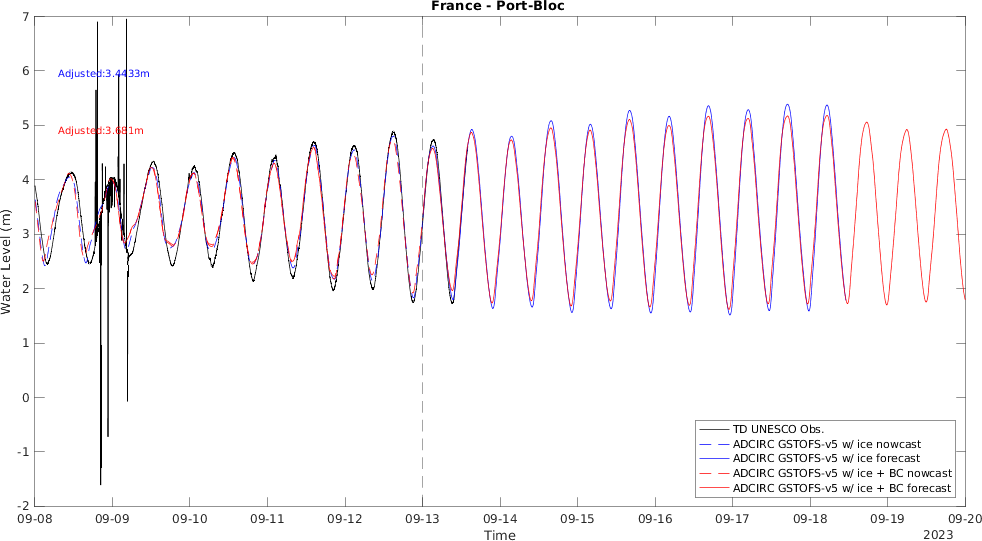 France - Port-Bloc
7
6
5
4
3
2
1
0
-1
-2
Water Level (m)
Adjusted:3.4433m
Adjusted:3.681m
TD UNESCO Obs.
ADCIRC GSTOFS-v5 w/ ice nowcast
ADCIRC GSTOFS-v5 w/ ice forecast
ADCIRC GSTOFS-v5 w/ ice + BC nowcast
ADCIRC GSTOFS-v5 w/ ice + BC forecast
09-08 09-09 09-10 09-11 09-12 09-13 09-14 09-15 09-16 09-17 09-18 09-19 09-20
Time
2023